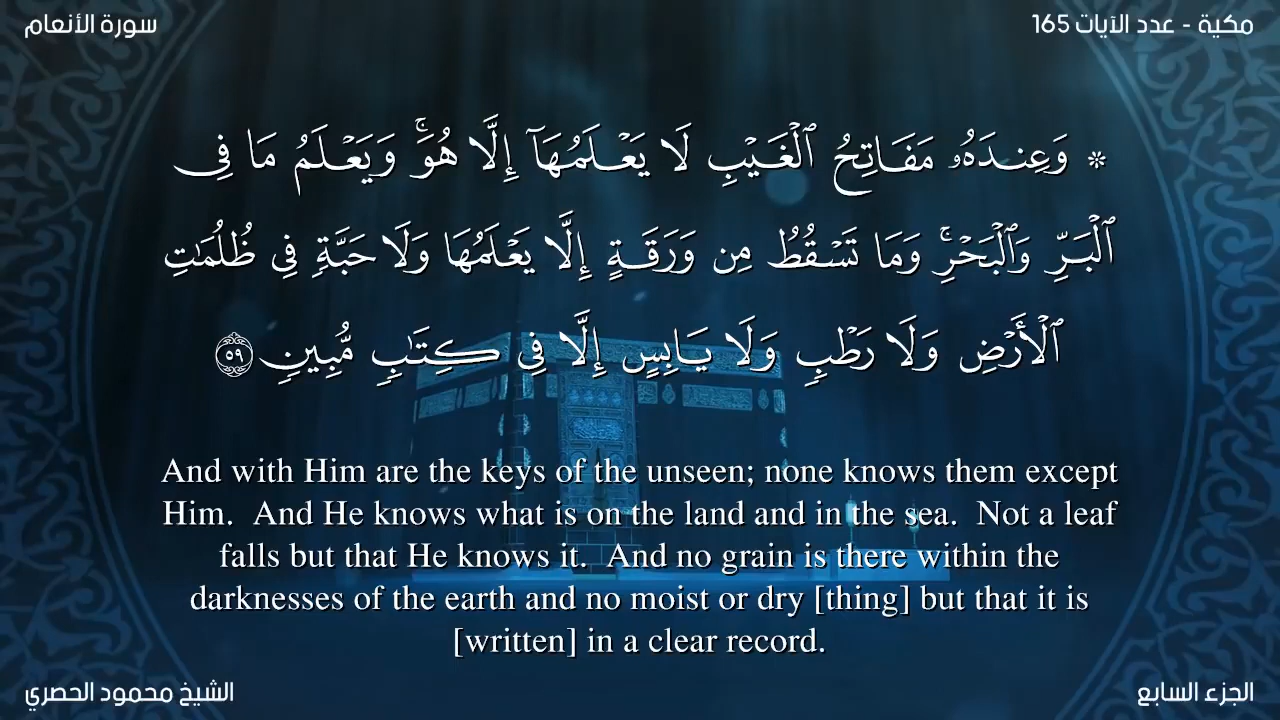 سورة الأنعام
مكية - عدد الآيات 165
۞ وَعِندَهُۥ مَفَاتِحُ ٱلْغَيْبِ لَا يَعْلَمُهَآ إِلَّا هُوَ ۚ وَيَعْلَمُ مَا فِى
ٱلْبَرِّ وَٱلْبَحْرِ ۚ وَمَا تَسْقُطُ مِن وَرَقَةٍ إِلَّا يَعْلَمُهَا وَلَا حَبَّةٍ فِى ظُلُمَٰتِ
ٱلْأَرْضِ وَلَا رَطْبٍ وَلَا يَابِسٍ إِلَّا فِى كِتَٰبٍ مُّبِينٍ ٥٩
And with Him are the keys of the unseen; none knows them except
Him.  And He knows what is on the land and in the sea.  Not a leaf
falls but that He knows it.  And no grain is there within the
darknesses of the earth and no moist or dry [thing] but that it is
[written] in a clear record.
الشيخ محمود الحصري
الجزء السابع